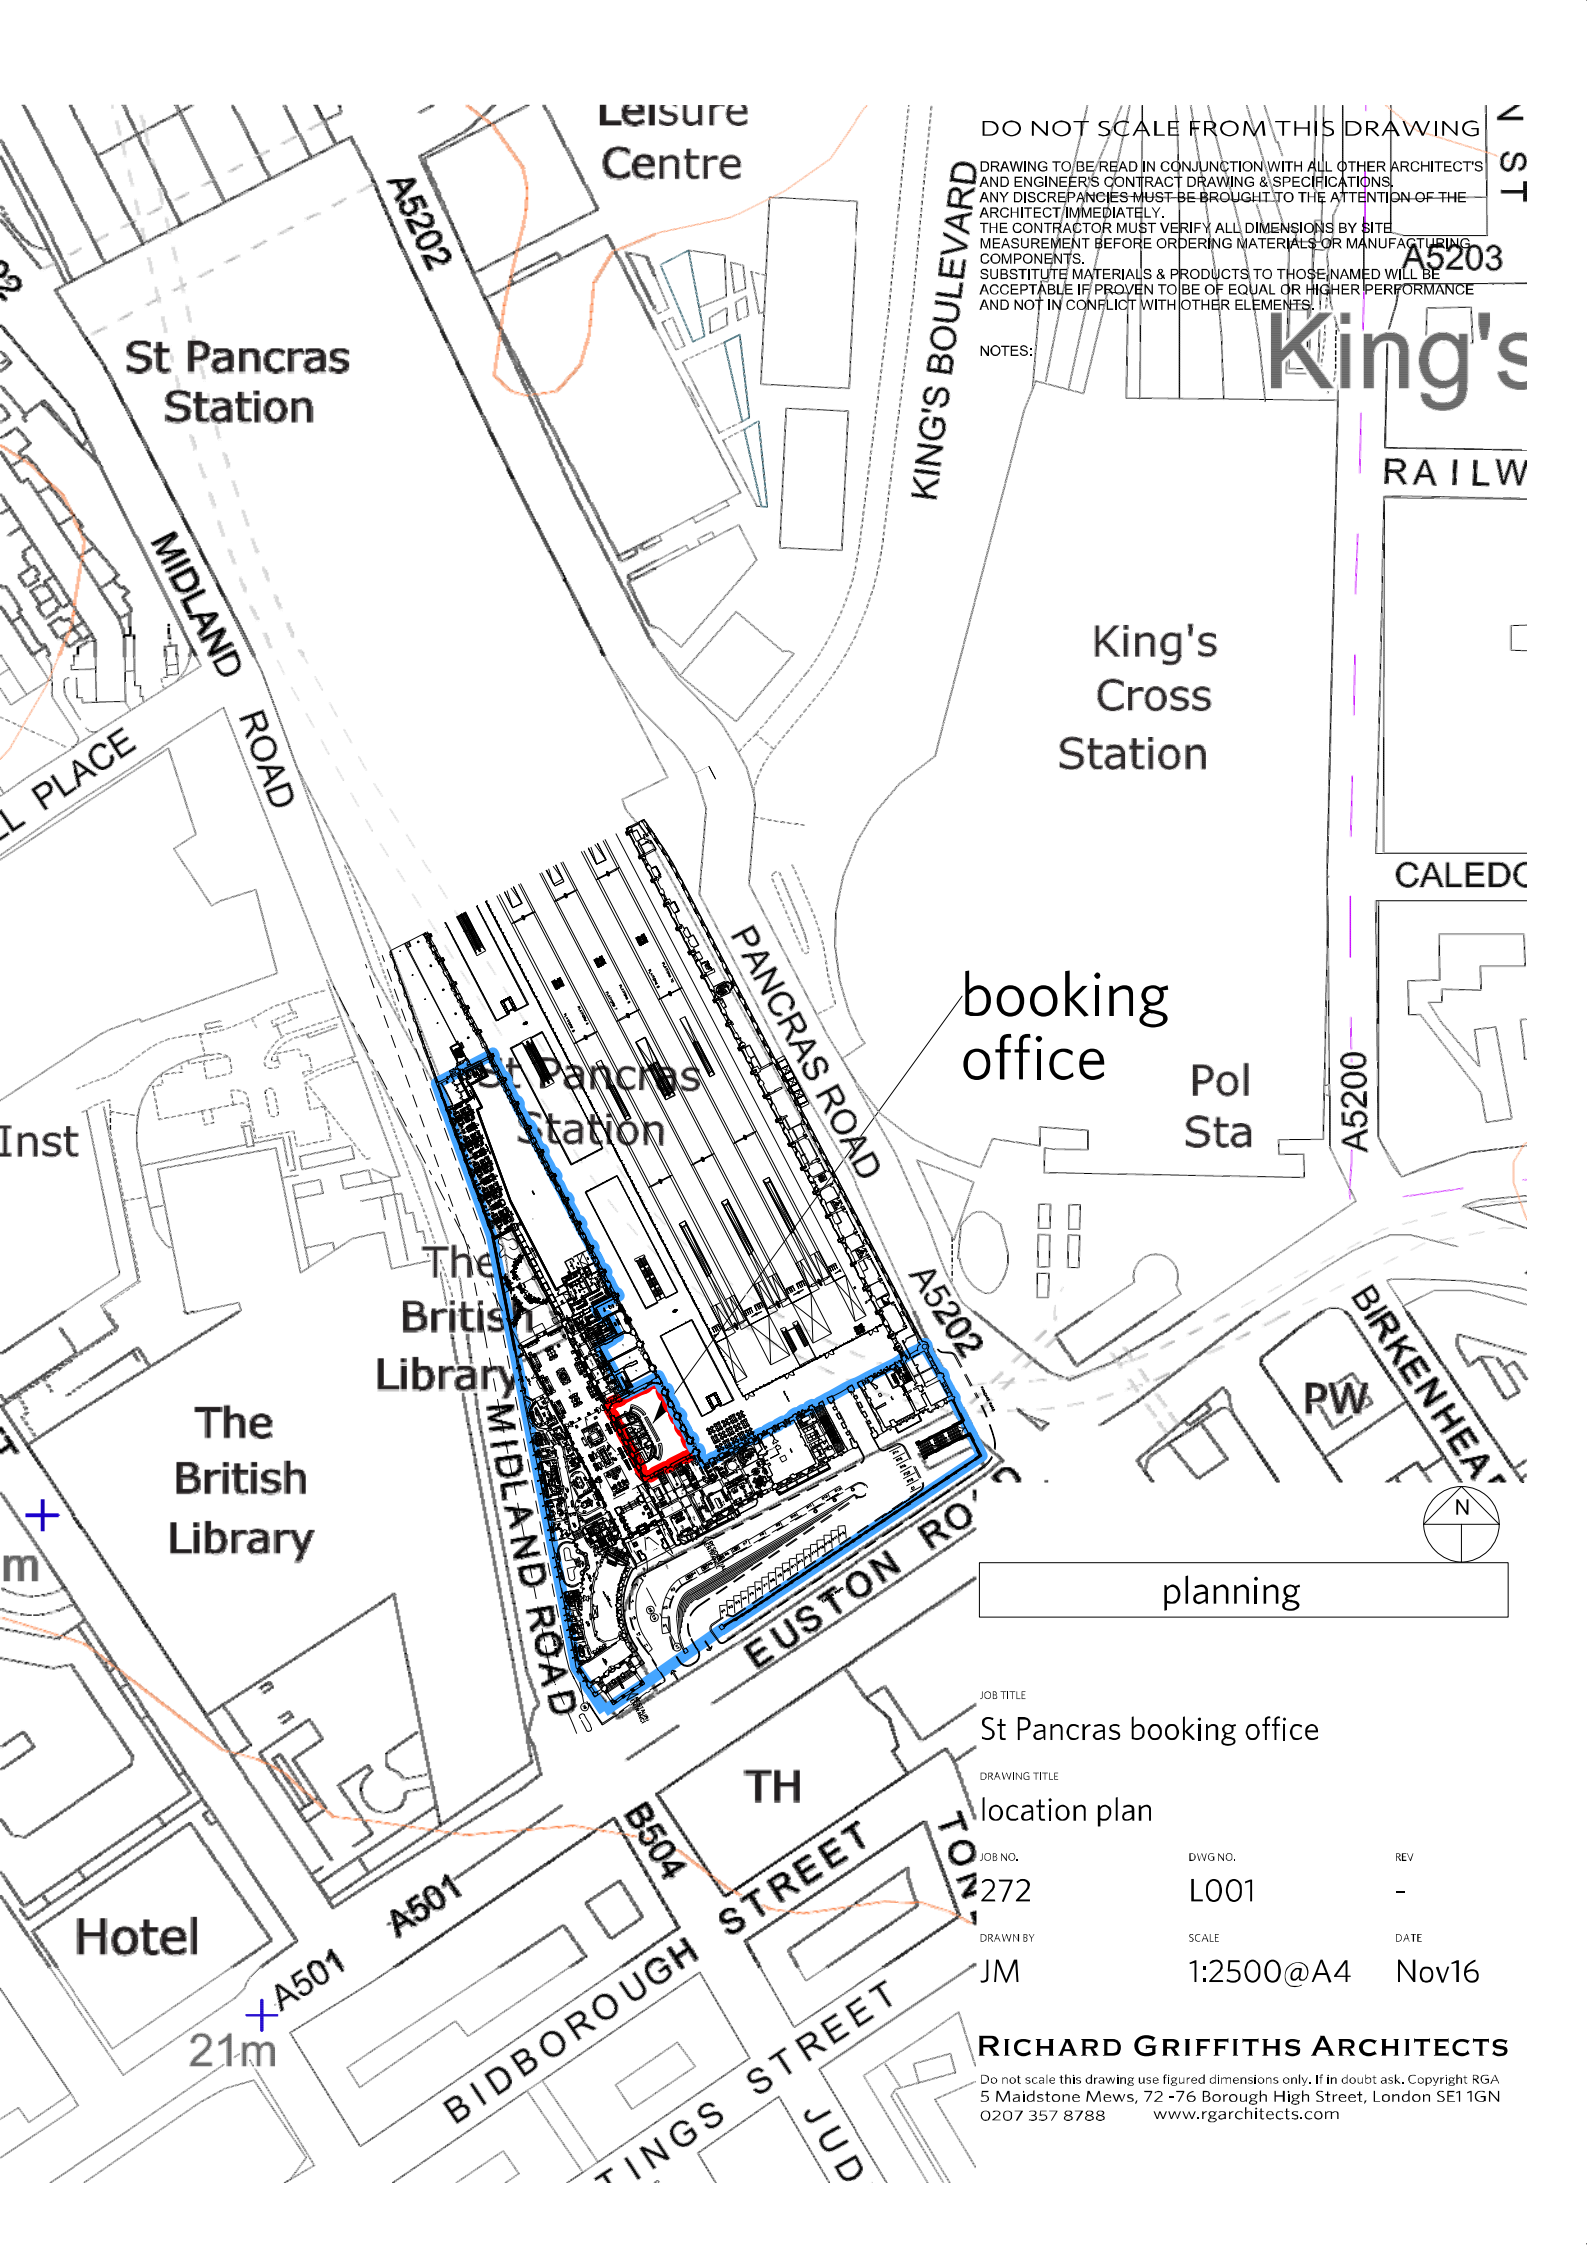 Leisure
Centre
A5202
St Pancras
Station
MIDLAND
ROAD
PLACE
KING'S BOULEVARD
DO NOT SCALE FROM THIS DRAWING
DRAWING TO BE READ IN CONJUNCTION WITH ALL OTHER ARCHITECT'S
AND ENGINEER'S CONTRACT DRAWING & SPECIFICATIONS.
ANY DISCREPANCIES MUST BE BROUGHT TO THE ATTENTION OF THE
ARCHITECT IMMEDIATELY.
THE CONTRACTOR MUST VERIFY ALL DIMENSIONS BY SITE
MEASUREMENT BEFORE ORDERING MATERIALS OR MANUFACTURING
COMPONENTS.
SUBSTITUTE MATERIALS & PRODUCTS TO THOSE NAMED WILL BE
ACCEPTABLE IF PROVEN TO BE OF EQUAL OR HIGHER PERFORMANCE
AND NOT IN CONFLICT WITH OTHER ELEMENTS.
NOTES:
ST
A5203
King's
RAILW
King's
Cross
Station
CALEDO
PANCRAS ROAD
booking
office
St Pancras
Station
Pol
Sta
A5200
Inst
The
British
Library
A5202
BIRKENHEA
PW
The
British
Library
MIDLAND ROAD
EUSTON RO
m
N
planning
JOB TITLE
St Pancras booking office
DRAWING TITLE
location plan
JOB NO.
DWG NO.
REV
272
L001
-
DRAWN BY
SCALE
DATE
JM
1:2500@A4
Nov16
RICHARD GRIFFITHS ARCHITECTS
Do not scale this drawing use figured dimensions only. If in doubt ask. Copyright RGA
5 Maidstone Mews, 72 -76 Borough High Street, London SE1 1GN
0207 357 8788 www.rgarchitects.com
TH
B504
TON
A501
Hotel
A501
21m
BIDBOROUGH STREET
TINGS STREET
JUD